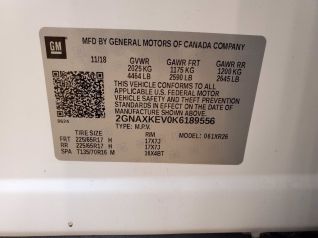 GM
MFD BY GENERAL MOTORS OF CANADA COMPANY
11/18 GVWR GAWR FRT GAWR RR
2025 KG 1175 KG 1200 KG
4464 LB 2590 LB 2645 LB
THIS VEHICLE CONFORMS TO ALL
APPLICABLE U.S. FEDERAL MOTOR
VEHICLE SAFETY, BUMPER, AND THEFT
PREVENTION STANDARDS IN EFFECT ON
THE DATE OF MANUFACTURE SHOWN ABOVE.
2GNAXKEV0K6189556
TYPE: M.P.V. MODEL: 061XR26
TIRE SIZE RIM
FRT 225/65R17 H 17X7J
RR 225/65R17 H 17X7J
SPA T135/70R16 M 16X4BT